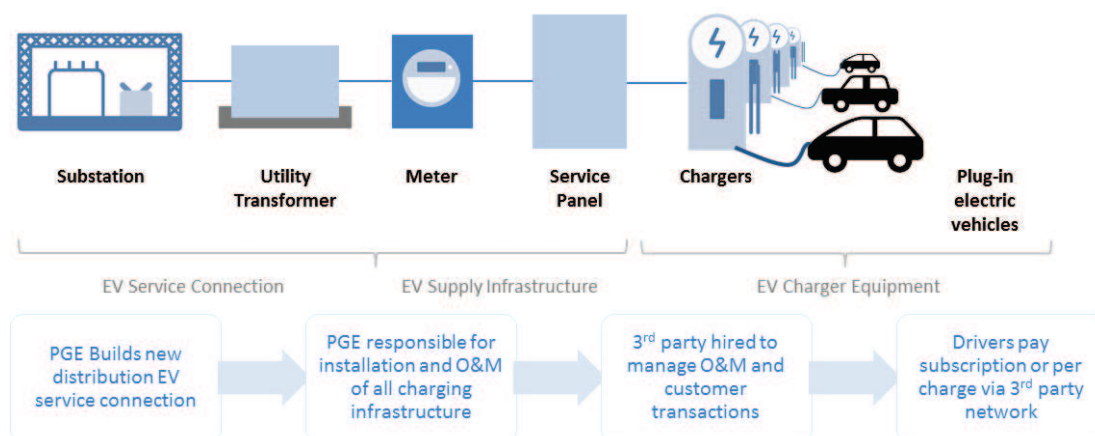 Substation
Utility
Transformer
Meter
Service
Panel
Chargers
Plug-in
electric
vehicles
EV Service Connection
EV Supply Infrastructure
EV Charger Equipment
PGE Builds new
distribution EV
service connection
PGE responsible for
installation and O&M
of all charging
infrastructure
3rd party hired to
manage O&M and
customer
transactions
Drivers pay
subscription or per
charge via 3rd party
network